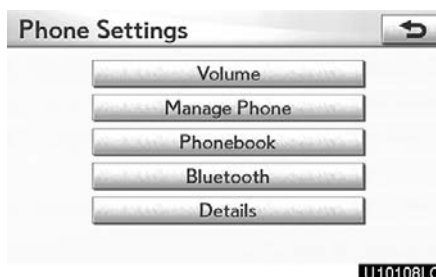 Phone Settings
Volume
Manage Phone
Phonebook
Bluetooth
Details
U10108LC